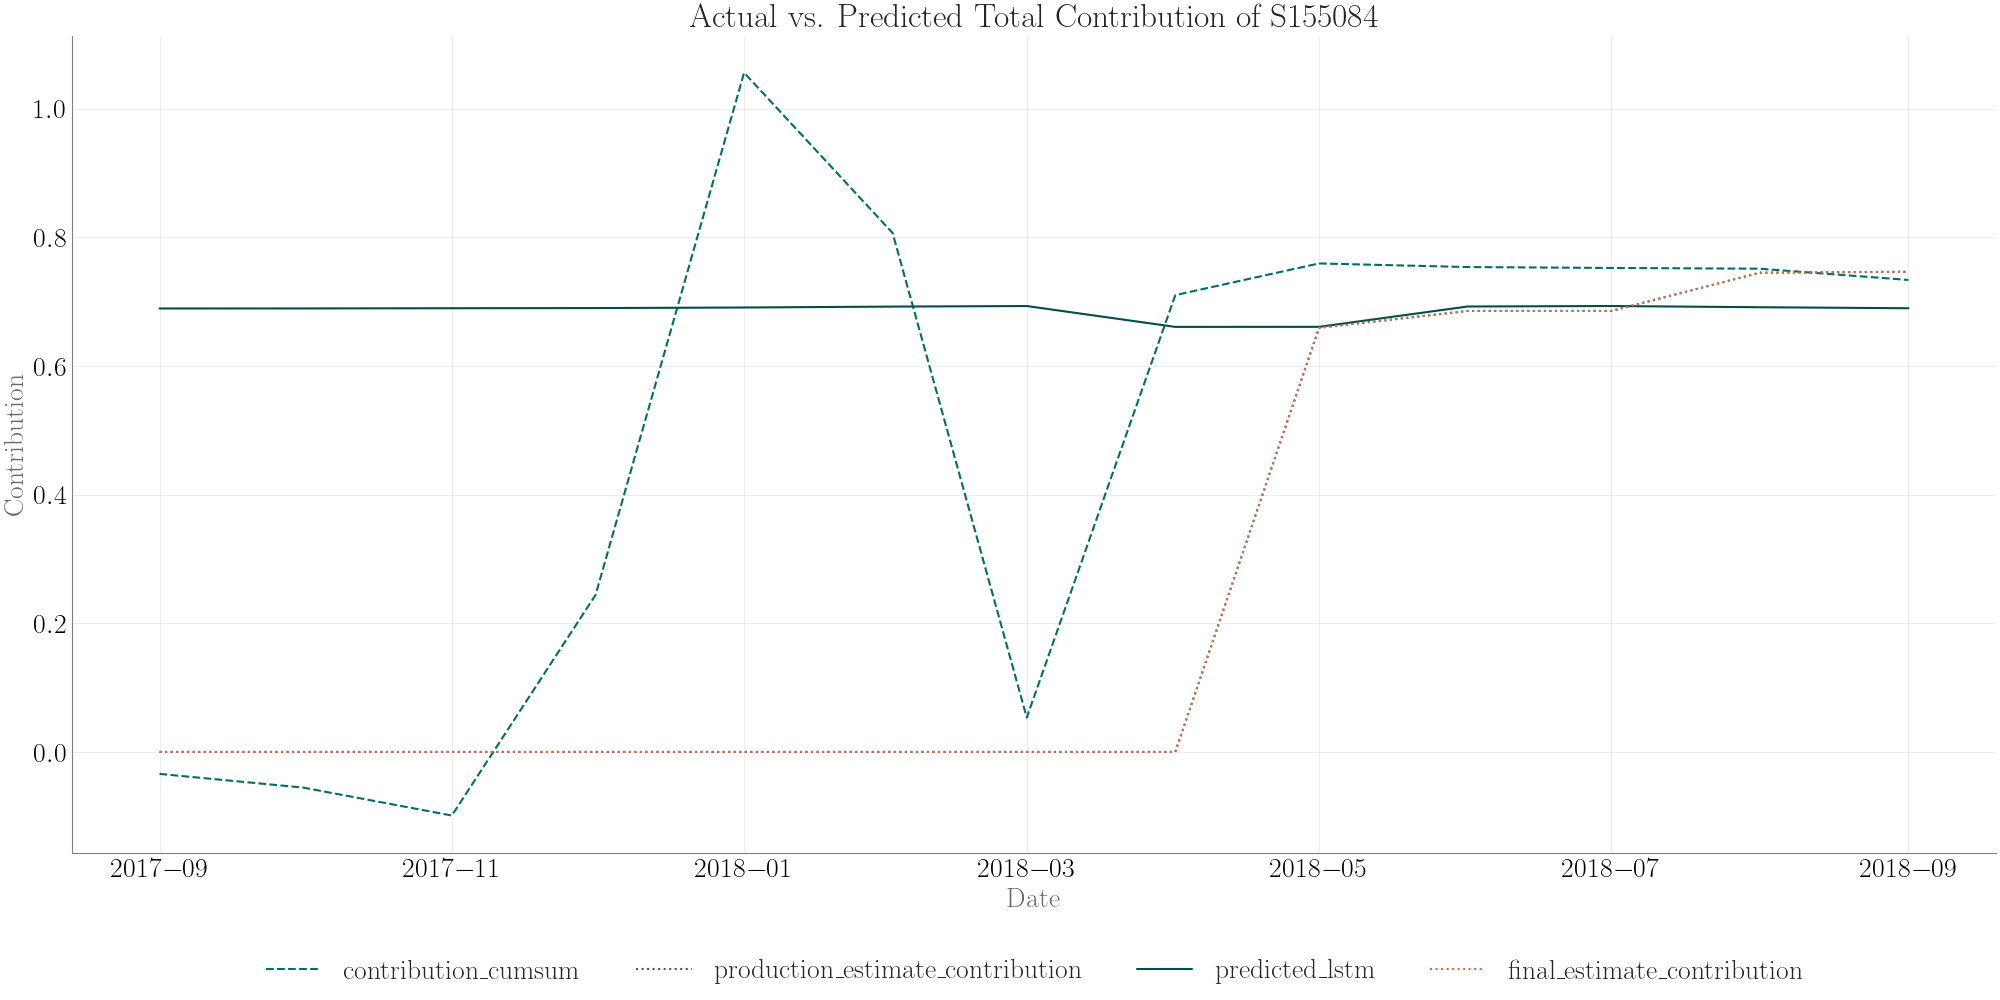 Actual vs. Predicted Total Contribution of S155084
1.0
0.8
0.6
0.4
0.2
0.0
Contribution
2017–09 2017–11 2018–01 2018–03 2018–05 2018–07 2018–09
Date
contribution_cumsum production_estimate_contribution predicted_lstm final_estimate_contribution